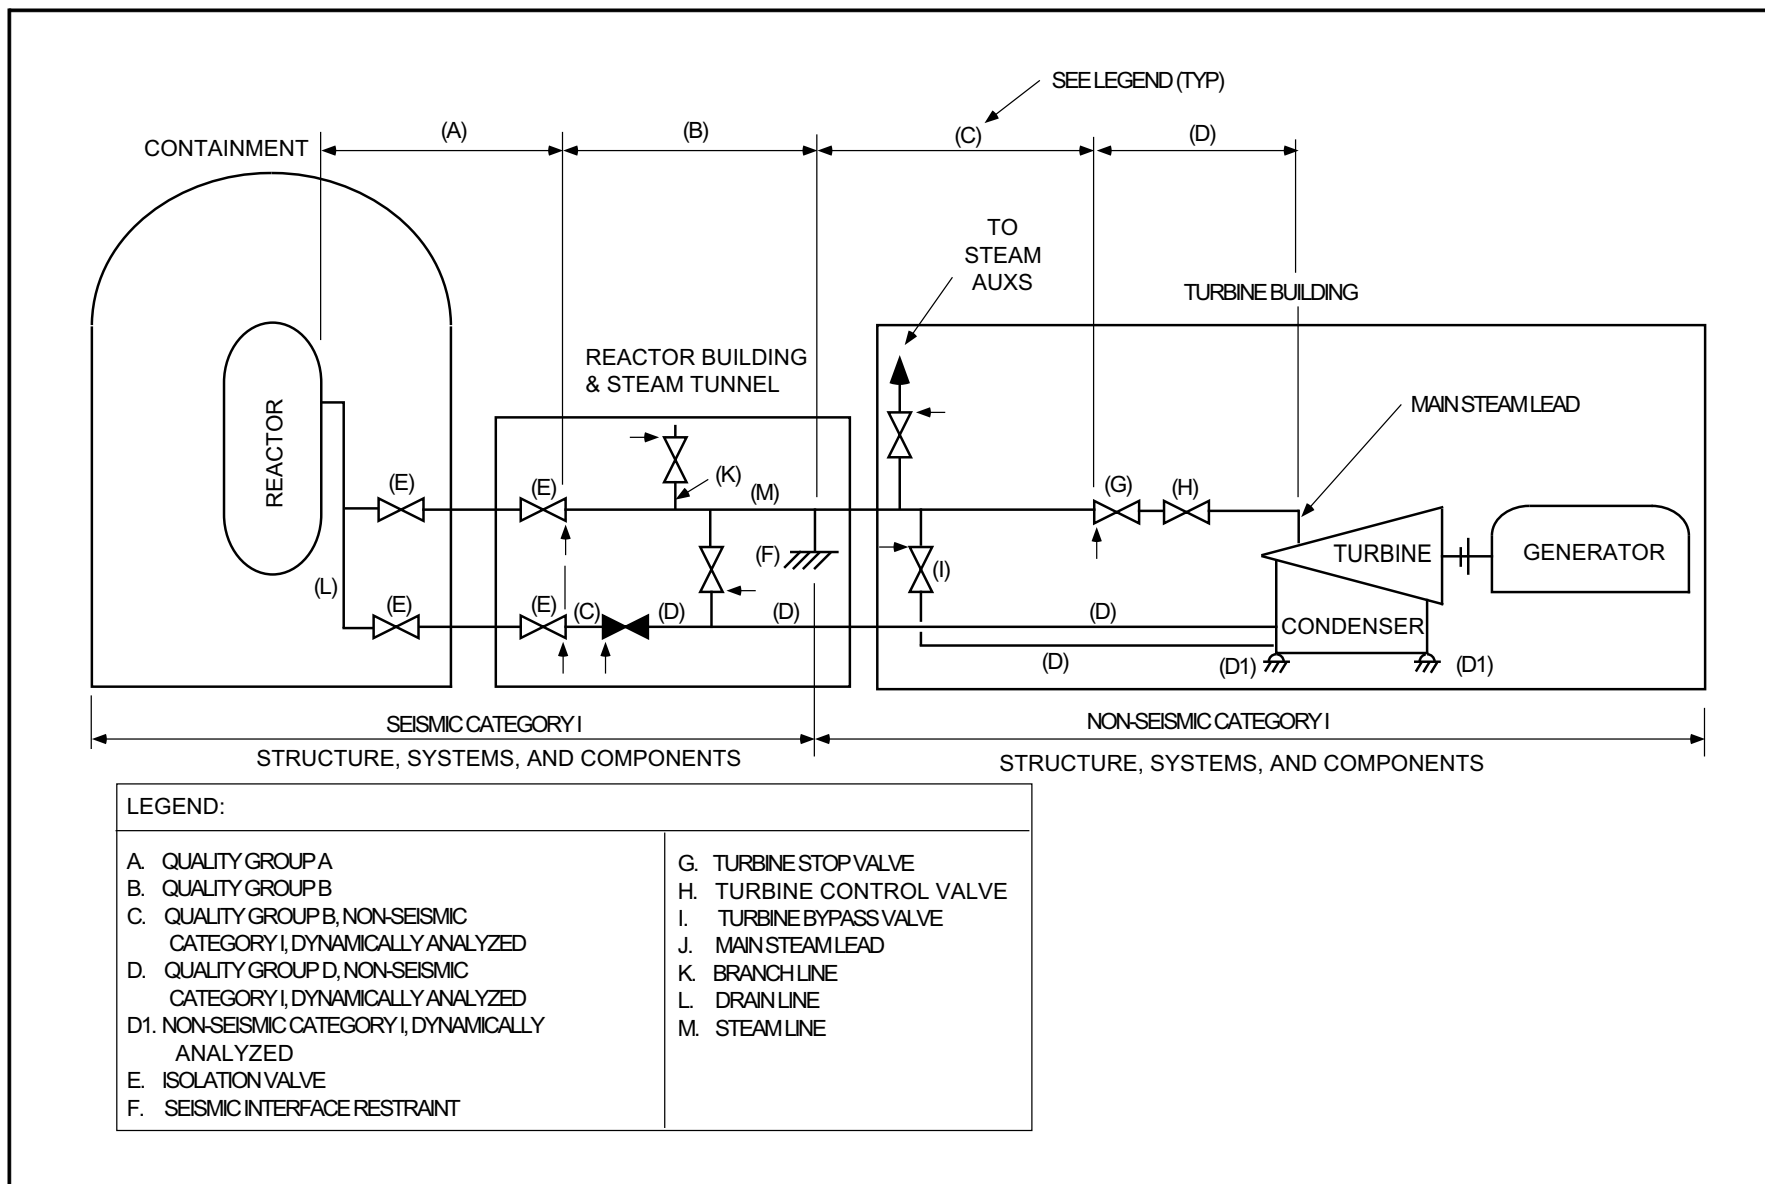 SEE LEGEND (TYP)
(A)
(B)
(C)
(D)
CONTAINMENT
TO
STEAM
AUXS
TURBINE BUILDING
REACTOR BUILDING
& STEAM TUNNEL
MAIN STEAM LEAD
REACTOR
(E)
(E)
(K)
(M)
(G)
(H)
(F)
(I)
TURBINE
GENERATOR
(L)
(E)
(E)
(C)
(D)
(D)
(D)
CONDENSER
(D)
(D1)
(D1)
SEISMIC CATEGORY I
STRUCTURE, SYSTEMS, AND COMPONENTS
NON-SEISMIC CATEGORY I
STRUCTURE, SYSTEMS, AND COMPONENTS
LEGEND:
A. QUALITY GROUP A
B. QUALITY GROUP B
C. QUALITY GROUP B, NON-SEISMIC
CATEGORY I, DYNAMICALLY ANALYZED
D. QUALITY GROUP D, NON-SEISMIC
CATEGORY I, DYNAMICALLY ANALYZED
D1. NON-SEISMIC CATEGORY I, DYNAMICALLY
ANALYZED
E. ISOLATION VALVE
F. SEISMIC INTERFACE RESTRAINT
G. TURBINE STOP VALVE
H. TURBINE CONTROL VALVE
I. TURBINE BYPASS VALVE
J. MAIN STEAM LEAD
K. BRANCH LINE
L. DRAIN LINE
M. STEAM LINE